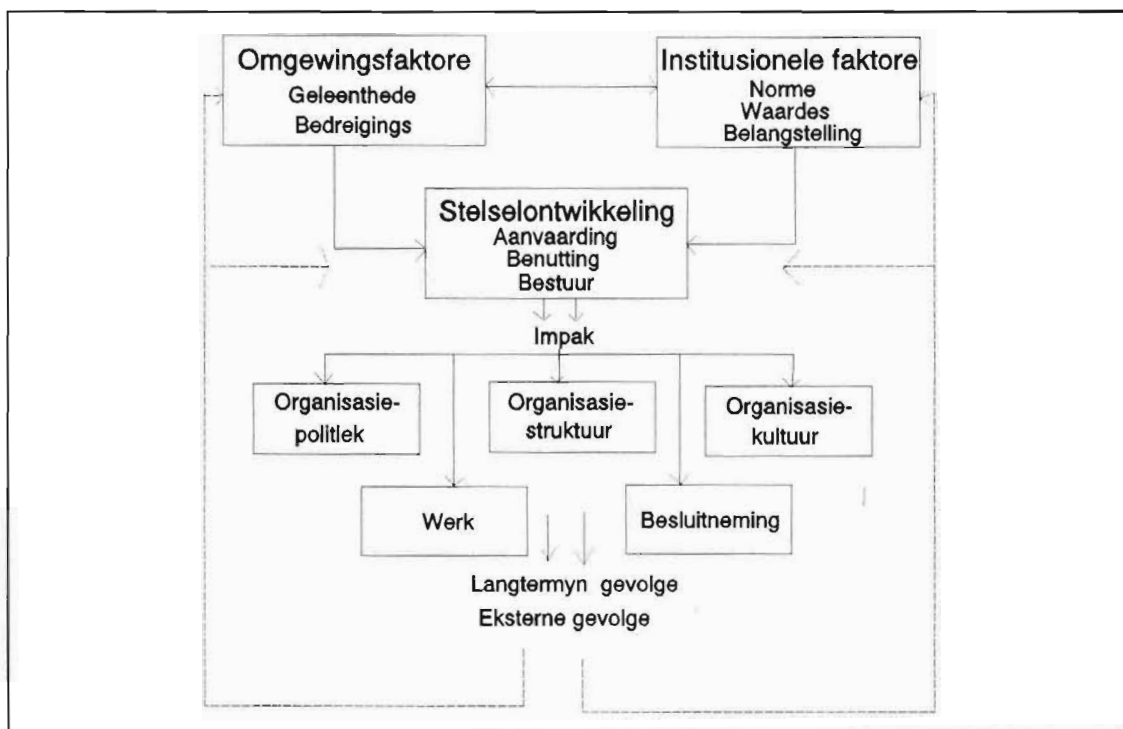 Omgewingsfaktore
Geleenthede
Bedreigings
Institusionele faktore
Norme
Waardes
Belangstelling
Stelselontwikkeling
Aanvaarding
Benutting
Bestuur
Impak
Organisasie-
politiek
Organisasie-
struktuur
Organisasie-
kultuur
Werk
Besluitneming
Langtermyn gevolge
Eksterne gevolge